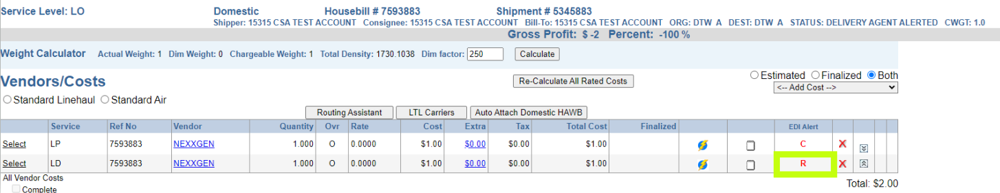 Service Level: LO Domestic Housebill # 7593883 Shipment # 5345883
Shipper: 15315 CSA TEST ACCOUNT Consignee: 15315 CSA TEST ACCOUNT Bill-To: 15315 CSA TEST ACCOUNT ORG: DTW A DEST: DTW A STATUS: DELIVERY AGENT ALERTED CWGT: 1.0
Gross Profit: $ -2 Percent: -100 %
Weight Calculator Actual Weight: 1 Dim Weight: 0 Chargeable Weight: 1 Total Density: 1730.1038 Dim factor: 250 Calculate
Vendors/Costs Re-Calculate All Rated Costs Estimated Finalized Both
<-- Add Cost -->
Standard Linehaul Standard Air
Routing Assistant LTL Carriers Auto Attach Domestic HAWB
Service Ref No Vendor Quantity Ovr Rate Cost Extra Tax Total Cost Finalized EDI Alert
Select LP 7593883 NEXXGEN 1.000 O 0.0000 $1.00 $0.00 $0.00 $1.00 C X
Select LD 7593883 NEXXGEN 1.000 O 0.0000 $1.00 $0.00 $0.00 $1.00 R X
All Vendor Costs
Complete Total: $2.00